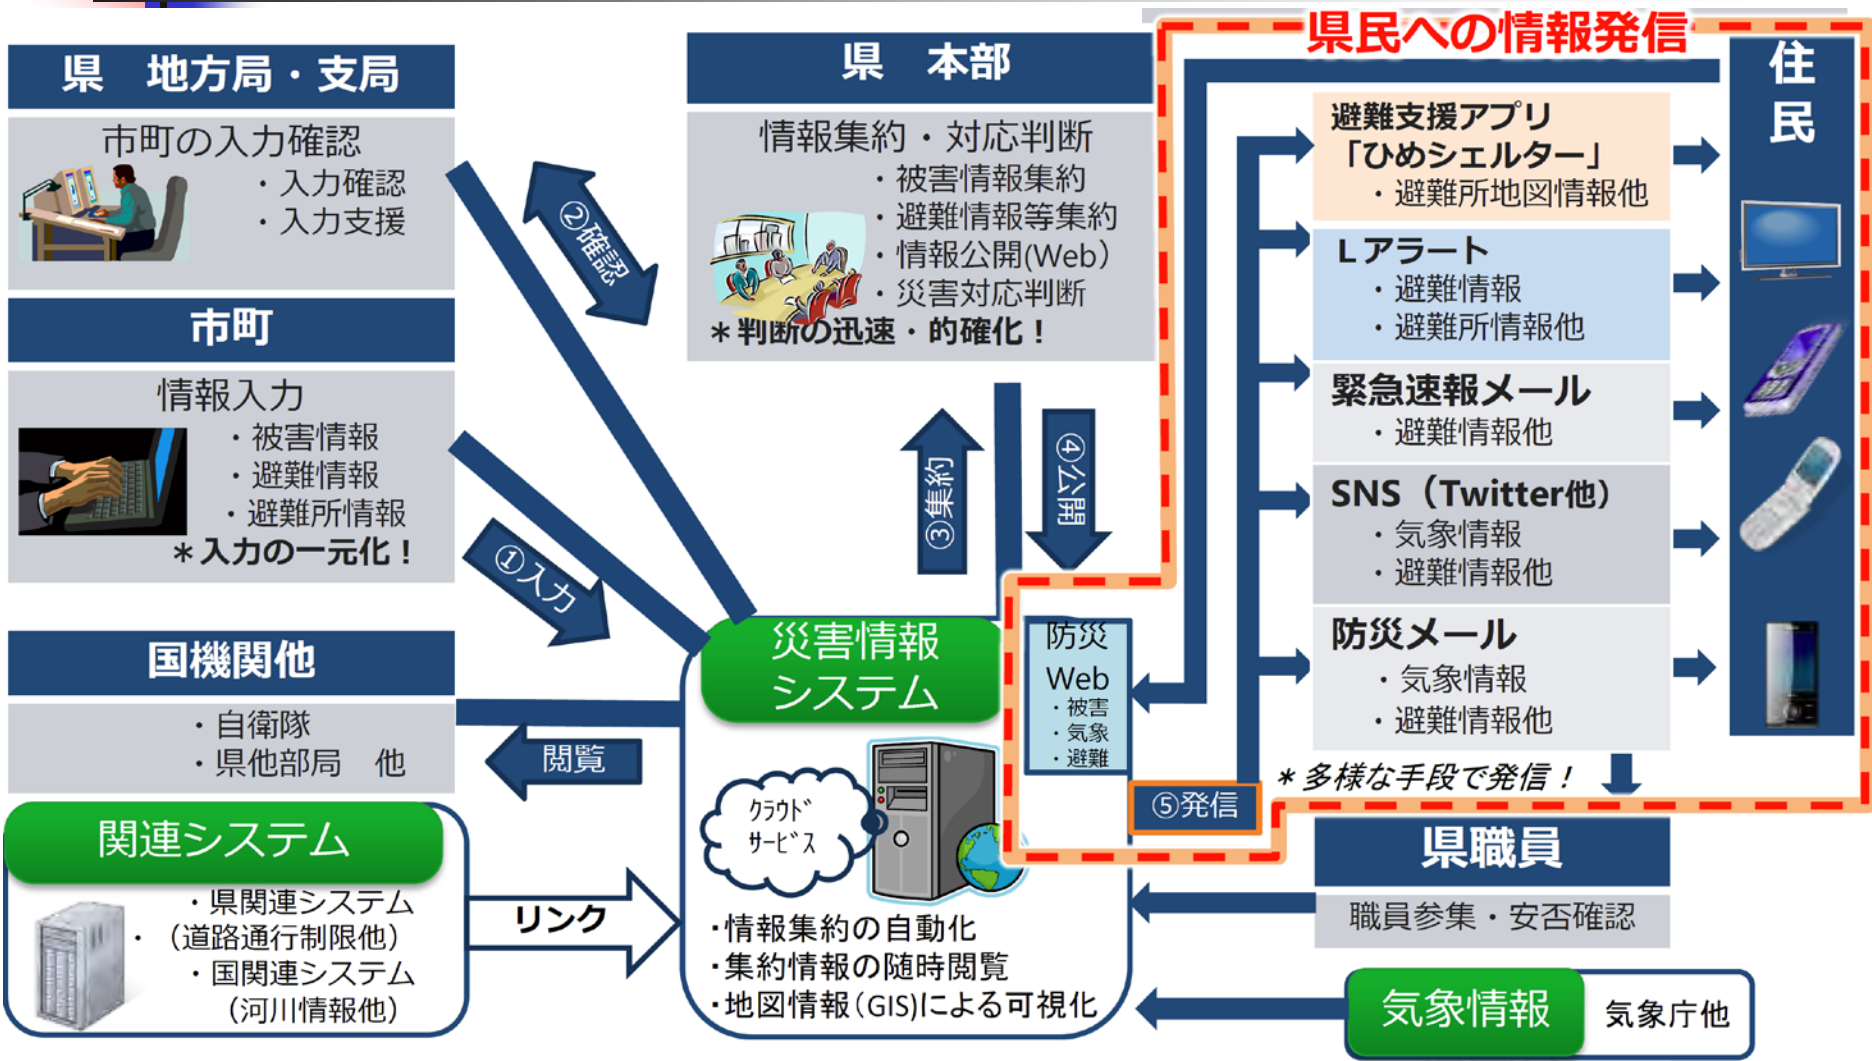 県　地方局・支局
市町の入力確認
・入力確認
・入力支援
市町
情報入力
・被害情報
・避難情報
・避難所情報
＊入力の一元化！
国機関他
・自衛隊
・県他部局　他
関連システム
・県関連システム
・（道路通行制限他）
・国関連システム
（河川情報他）
①入力
②確認
③集約
④公開
閲覧
リンク
県　本部
情報集約・対応判断
・被害情報集約
・避難情報等集約
・情報公開(Web）
・災害対応判断
＊判断の迅速・的確化！
災害情報
システム
クラウド
サービス
・情報集約の自動化
・集約情報の随時閲覧
・地図情報（GIS)による可視化
防災
Web
・被害
・気象
・避難
⑤発信
県民への情報発信
避難支援アプリ
「ひめシェルター」
・避難所地図情報他
Ｌアラート
・避難情報
・避難所情報他
緊急速報メール
・避難情報他
SNS（Twitter他）
・気象情報
・避難情報他
防災メール
・気象情報
・避難情報他
＊多様な手段で発信！
住民
県職員
職員参集・安否確認
気象情報
気象庁他